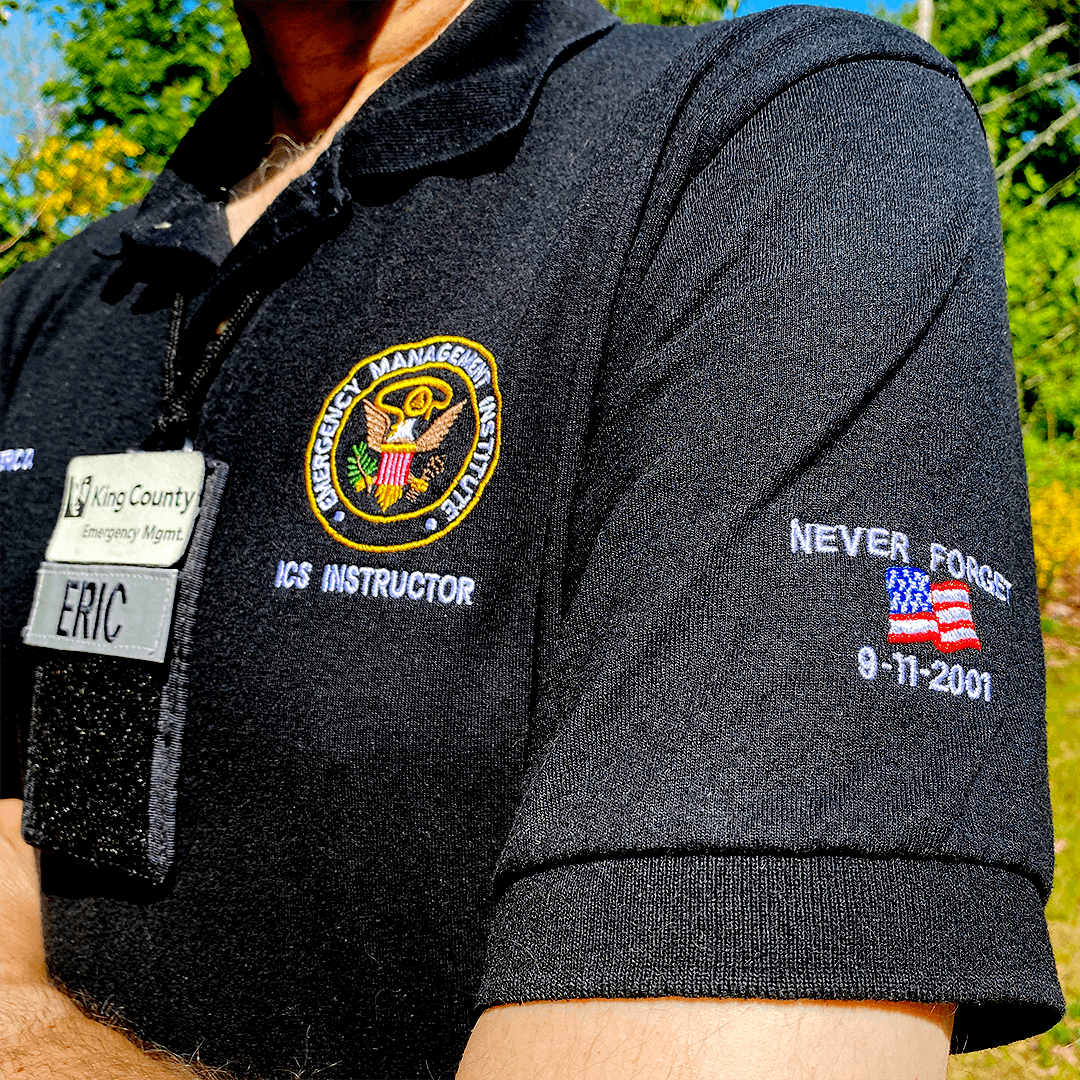 EMERGENCY MANAGEMENT INSTITUTE
ICS INSTRUCTOR
King County
Emergency Mgmt.
ERIC
NEVER FORGET
9-11-2001